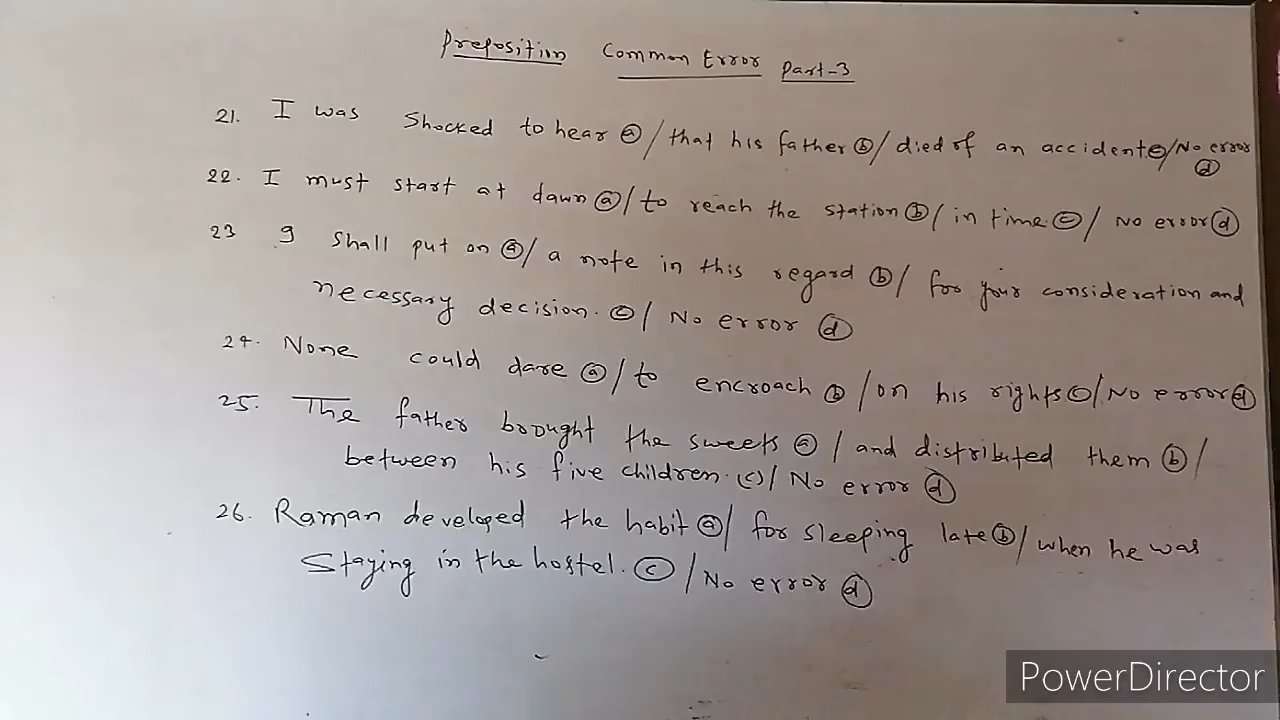 Preposition Common Error Part-3
21. I was shocked to hear ⓐ/that his father ⓑ/died of an accident ⓒ/No error
ⓓ
22. I must start at dawn ⓐ/to reach the station ⓑ/in time. ⓒ/ No error ⓓ
23 I shall put on ⓐ/a note in this regard ⓑ/for your consideration and
necessary decision. ⓒ/ No error ⓓ
24. None could dare ⓐ/to encroach ⓑ/on his rights ⓒ/No error ⓓ
25. The father brought the sweets ⓐ/and distributed them ⓑ/
between his five children. (c)/ No error ⓓ
26. Raman developed the habit ⓐ/for sleeping late ⓑ/when he was
staying in the hostel. ⓒ/No error ⓓ
PowerDirector